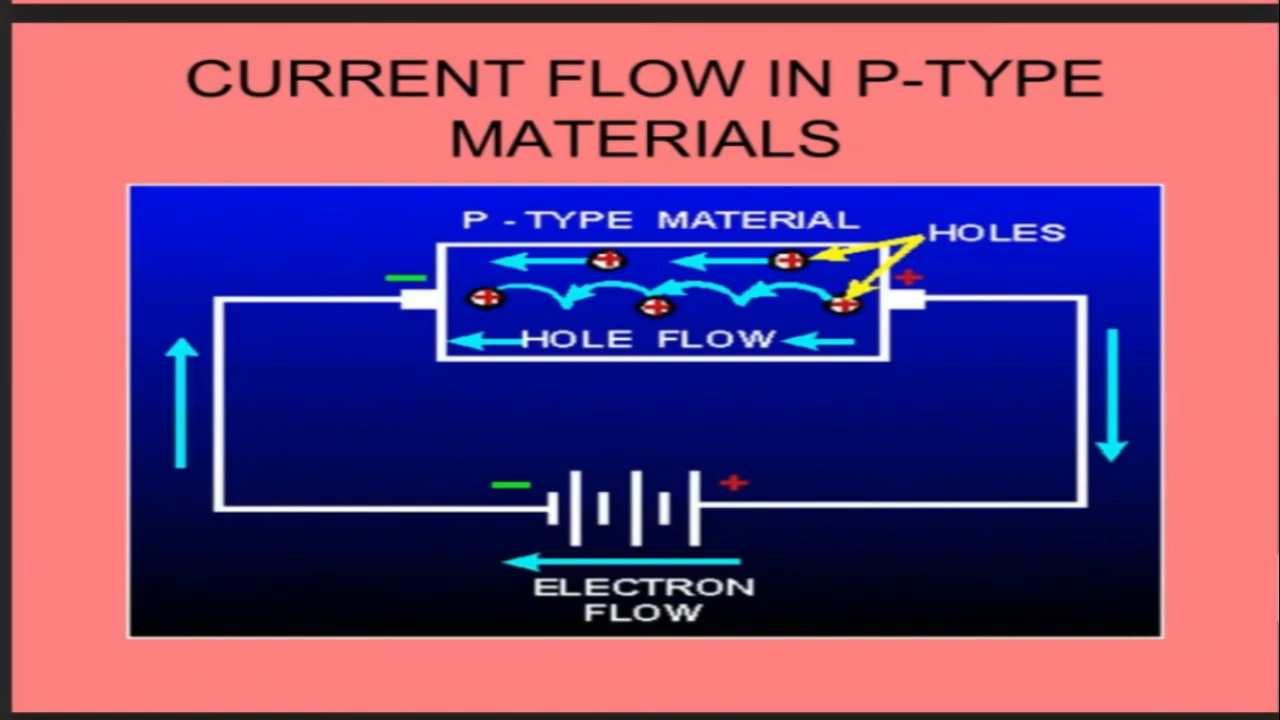 CURRENT FLOW IN P-TYPE
MATERIALS
P - TYPE MATERIAL
HOLES
− +
+ +
+ + +
HOLE FLOW
− +
ELECTRON
FLOW